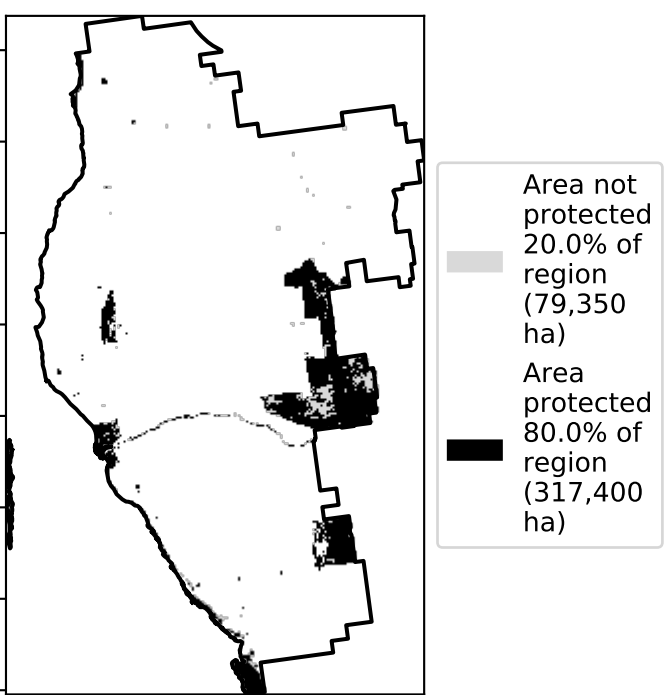 Area not
protected
20.0% of
region
(79,350
ha)
Area
protected
80.0% of
region
(317,400
ha)